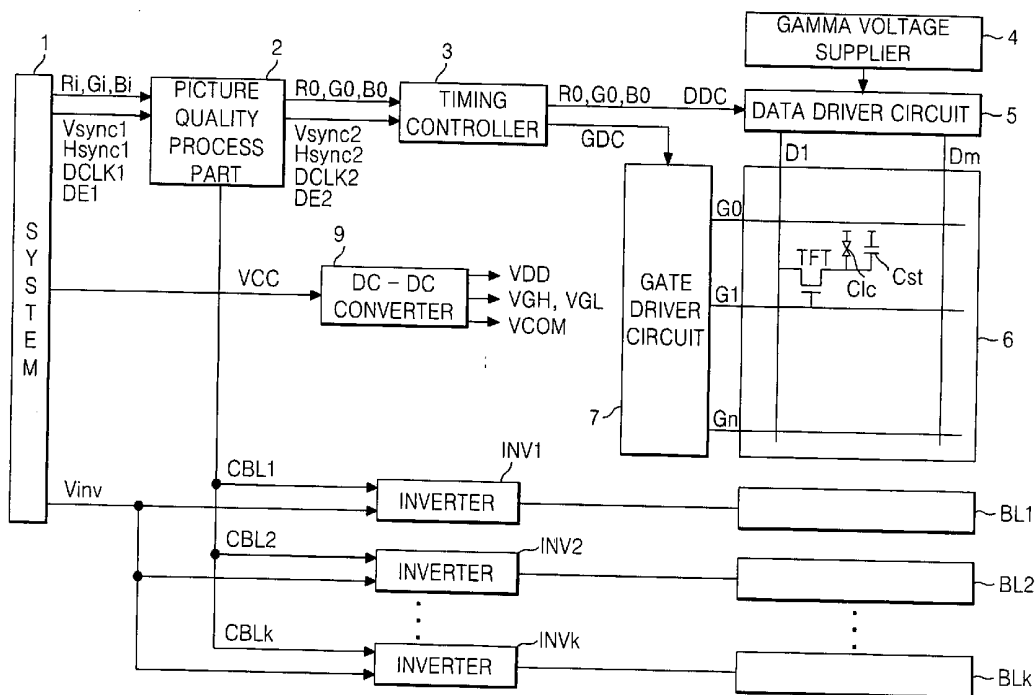 1
SYSTEM
Ri,Gi,Bi
Vsync1
Hsync1
DCLK1
DE1
2
PICTURE
QUALITY
PROCESS
PART
R0,G0,B0
Vsync2
Hsync2
DCLK2
DE2
3
TIMING
CONTROLLER
R0,G0,B0
DDC
GDC
GAMMA VOLTAGE
SUPPLIER
4
DATA DRIVER CIRCUIT
5
D1
Dm
G0
TFT
Clc
Cst
G1
Gn
6
GATE
DRIVER
CIRCUIT
7
VCC
9
DC – DC
CONVERTER
VDD
VGH, VGL
VCOM
Vinv
CBL1
INV1
INVERTER
BL1
CBL2
INV2
INVERTER
BL2
CBLk
INVk
INVERTER
BLk